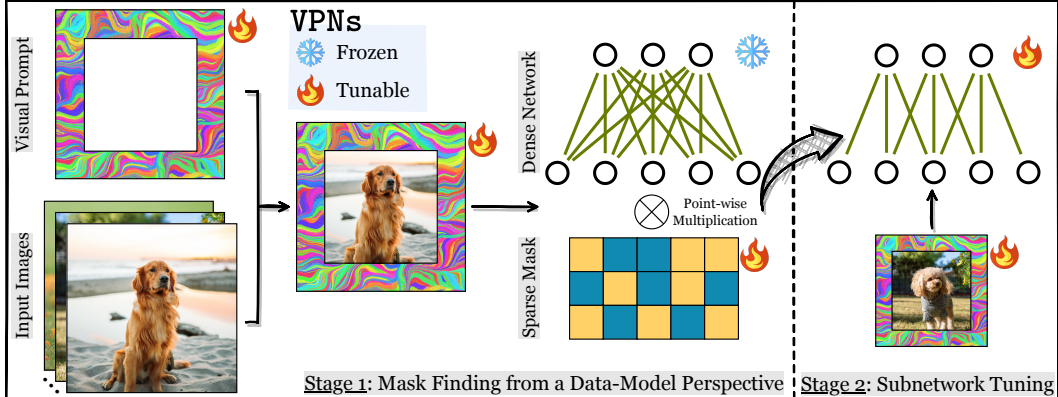 VPNs
Frozen
Tunable
Visual Prompt
Input Images
Dense Network
Point-wise
Multiplication
Sparse Mask
Stage 1: Mask Finding from a Data-Model Perspective
Stage 2: Subnetwork Tuning